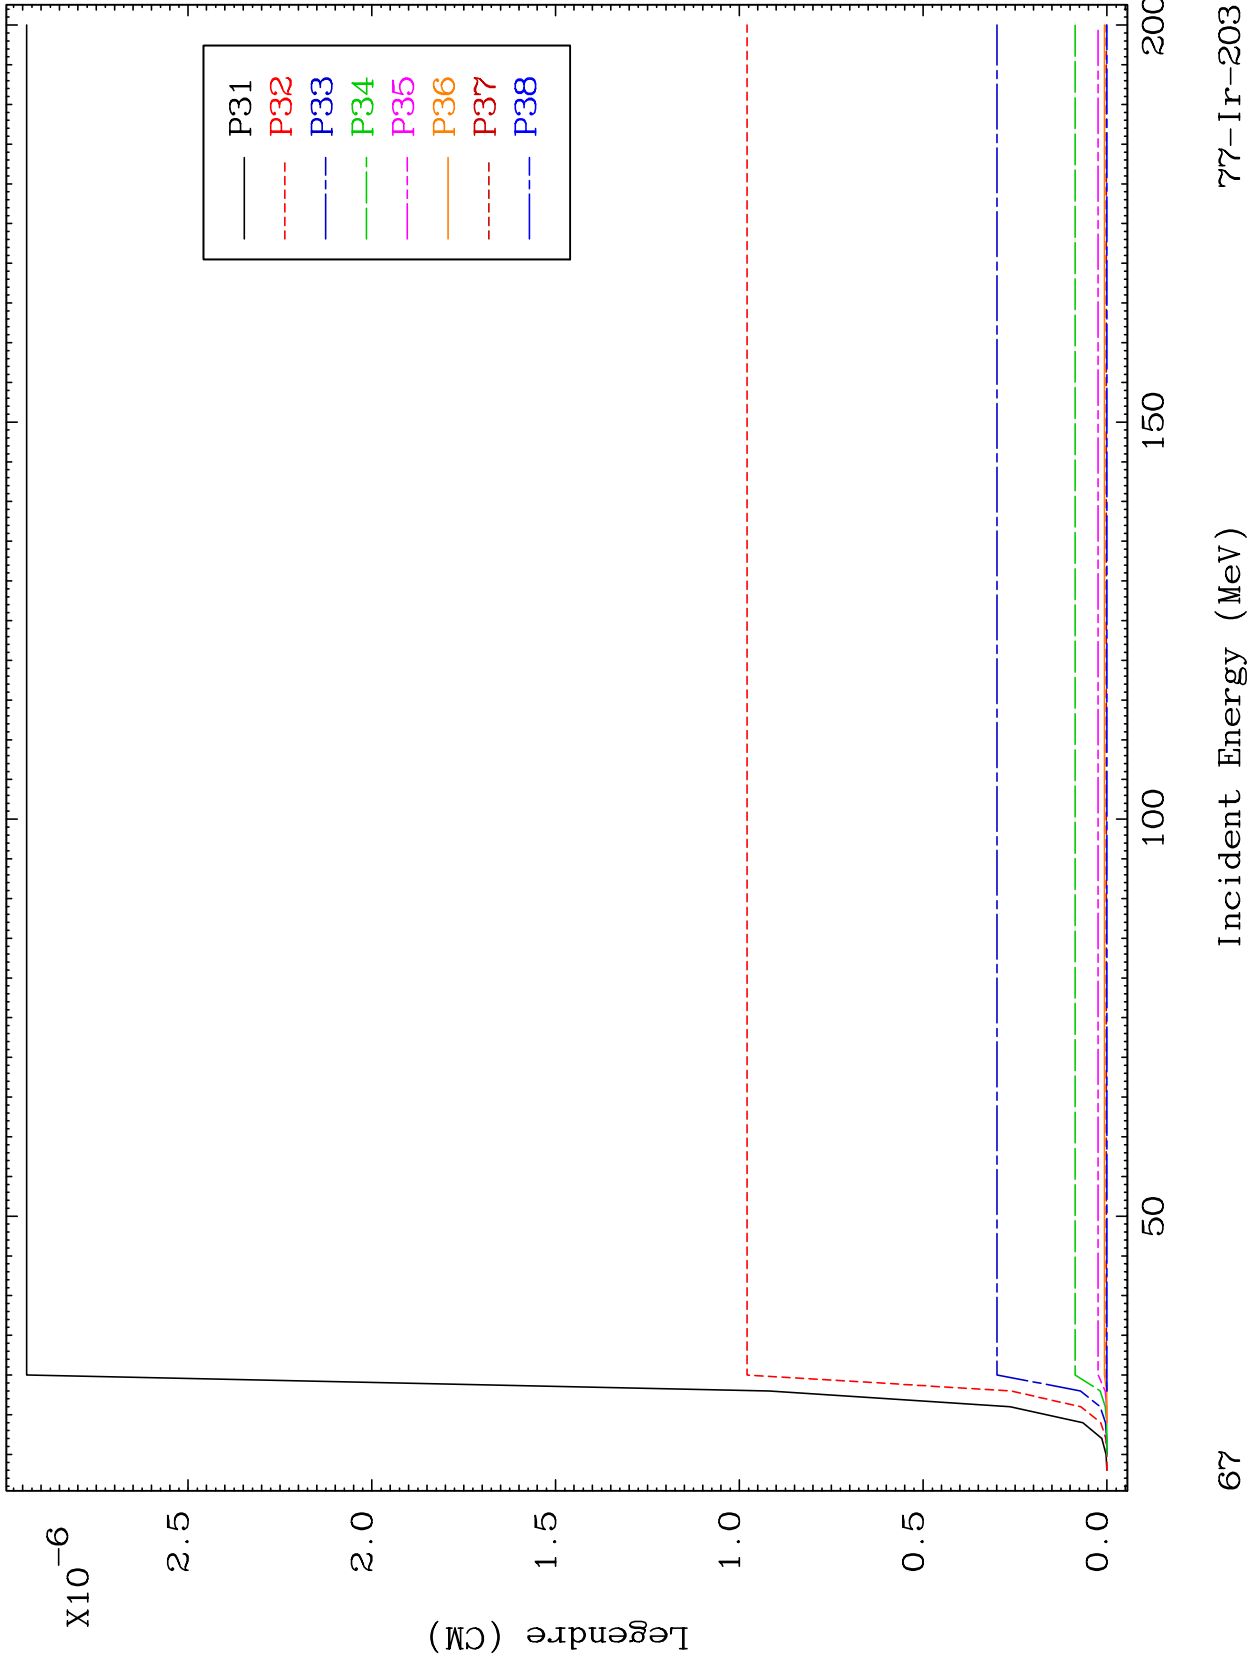 X10-6
2.5
2.0
1.5
1.0
0.5
0.0
Legendre (CM)
P31
P32
P33
P34
P35
P36
P37
P38
50
100
150
200
67
Incident Energy (MeV)
77-Ir-203